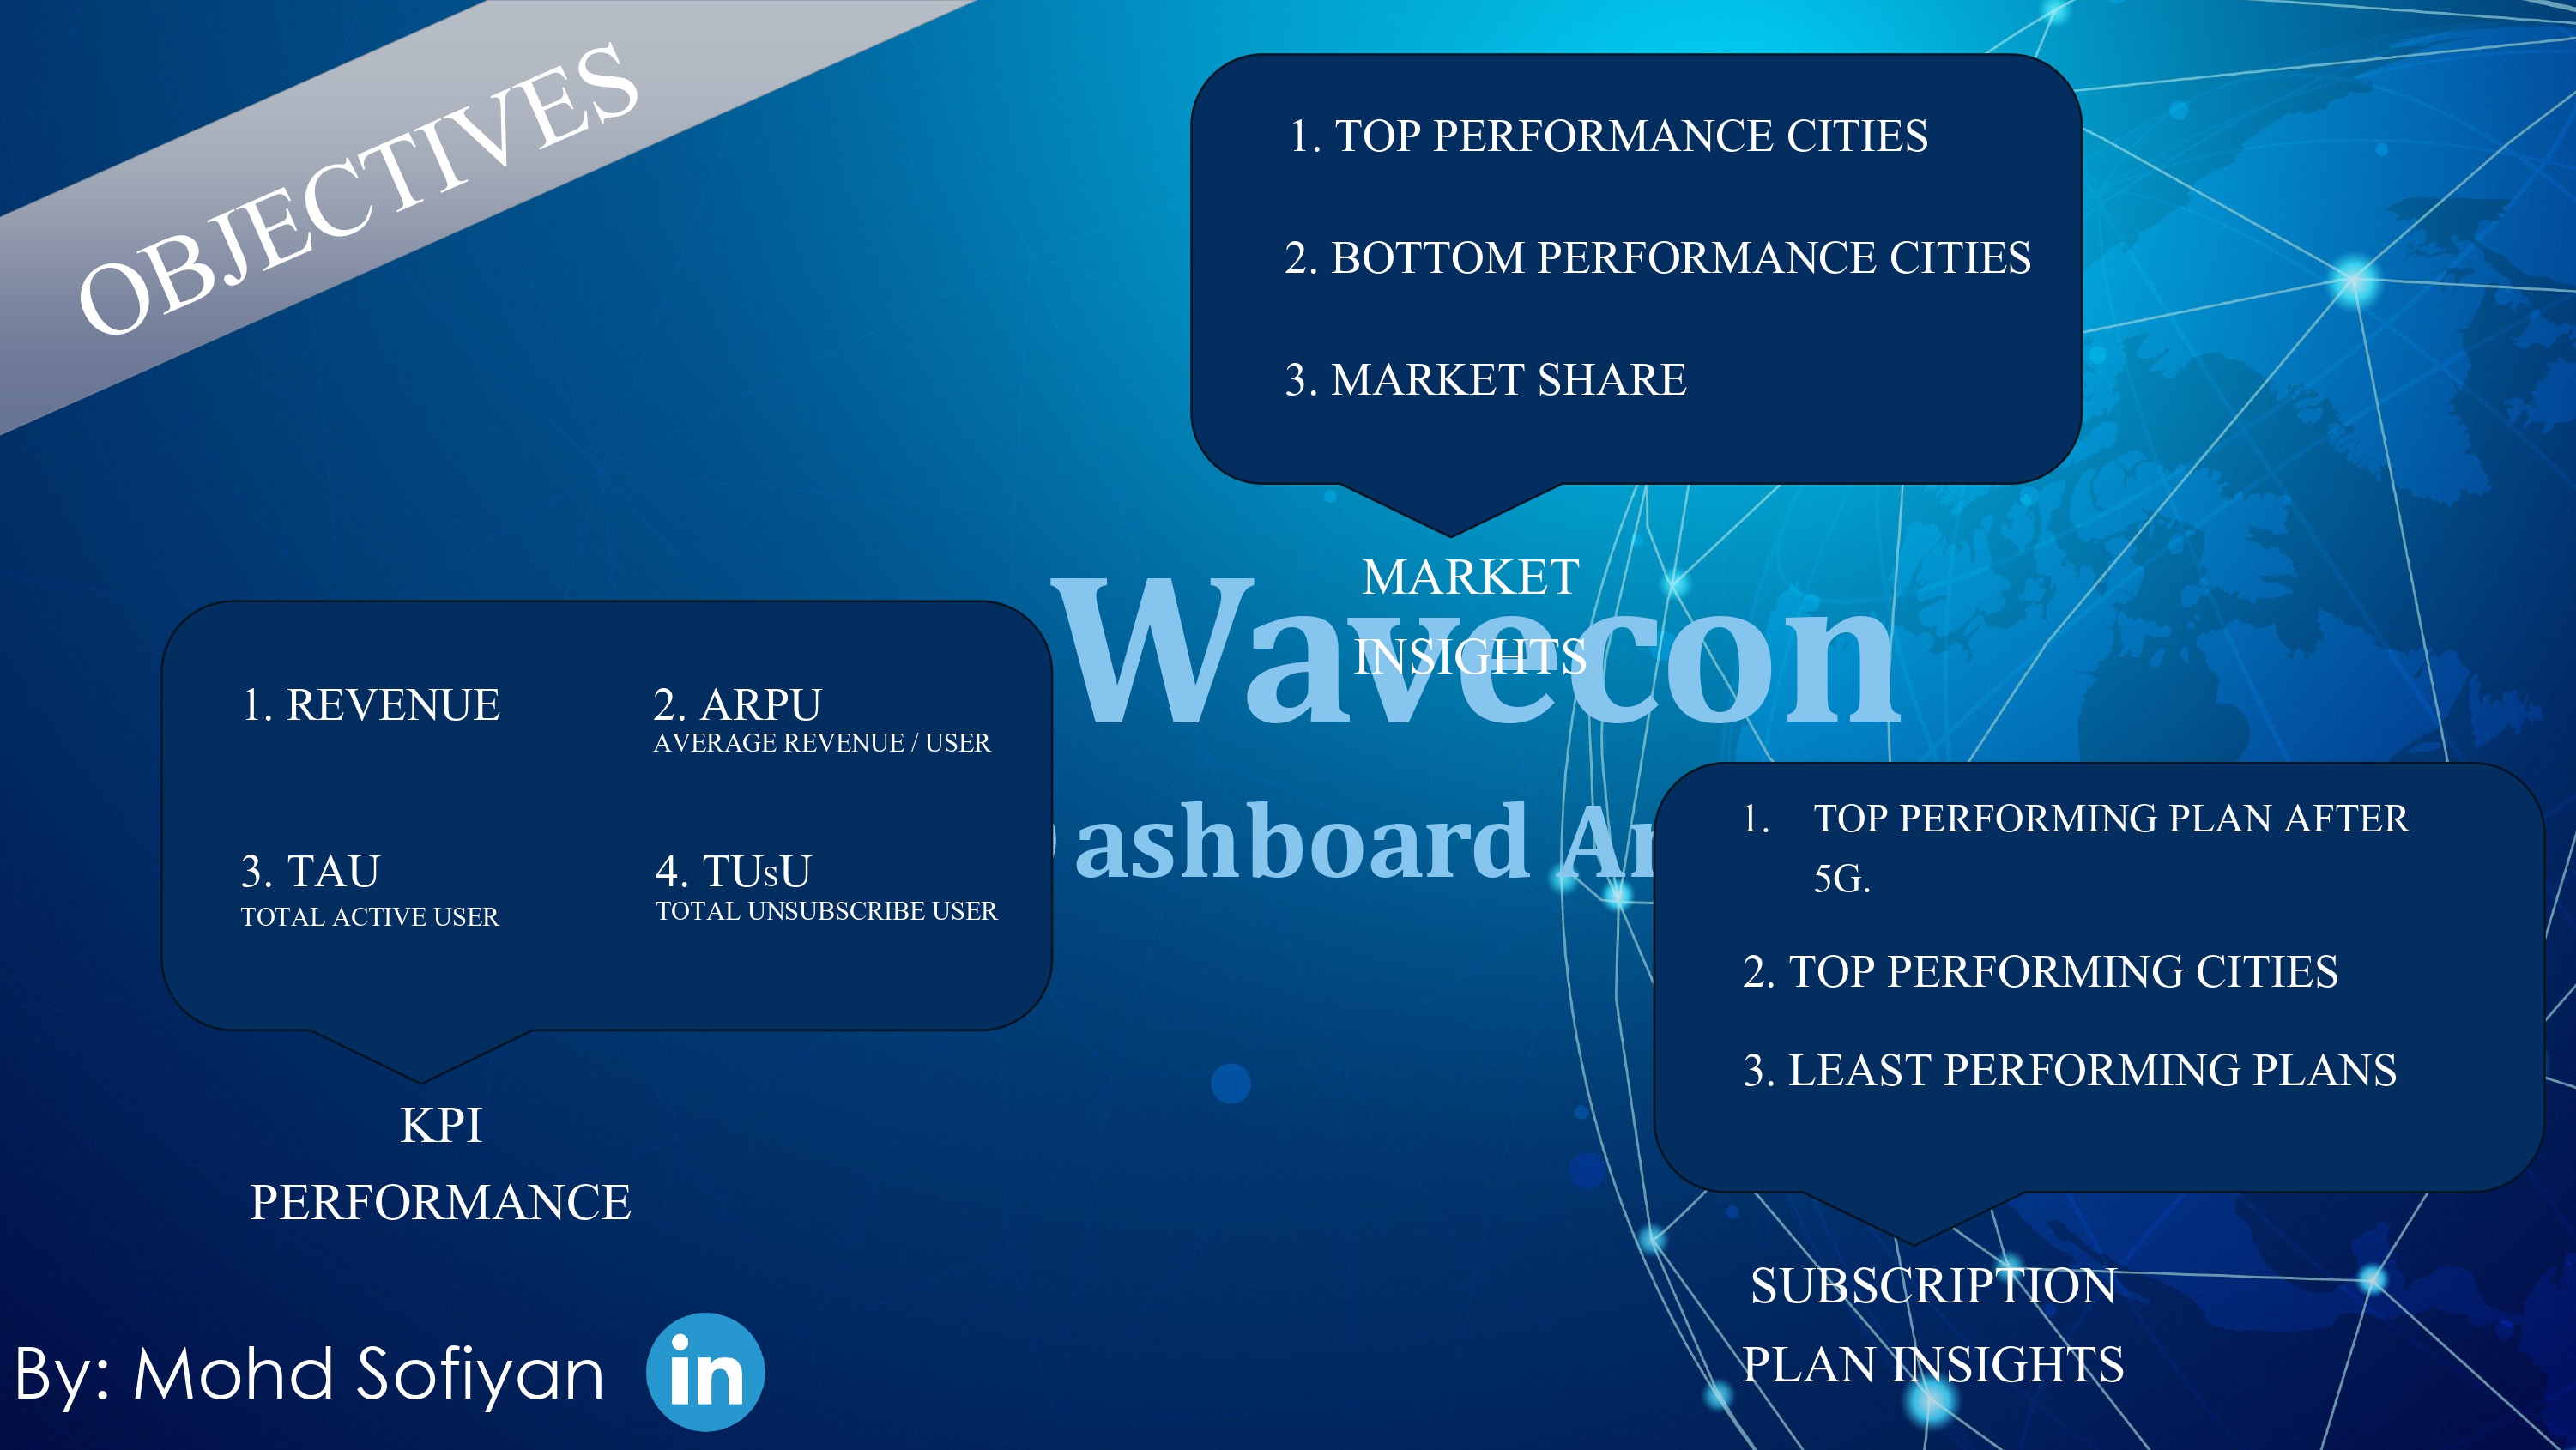 OBJECTIVES
1. TOP PERFORMANCE CITIES
2. BOTTOM PERFORMANCE CITIES
3. MARKET SHARE
MARKET
INSIGHTS
Wavecon
ashboard
1. REVENUE
2. ARPU
AVERAGE REVENUE / USER
3. TAU
TOTAL ACTIVE USER
4. TUsU
TOTAL UNSUBSCRIBE USER
KPI
PERFORMANCE
1. TOP PERFORMING PLAN AFTER
5G.
2. TOP PERFORMING CITIES
3. LEAST PERFORMING PLANS
SUBSCRIPTION
PLAN INSIGHTS
By: Mohd Sofiyan
in